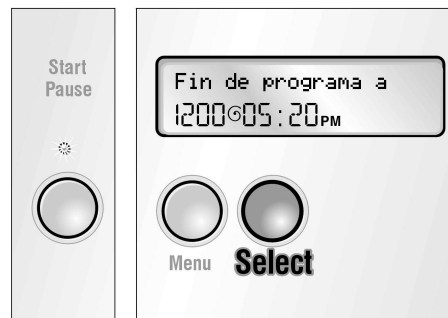 Start
Pause
Fin de programa a
1200 05:20PM
Menu
Select